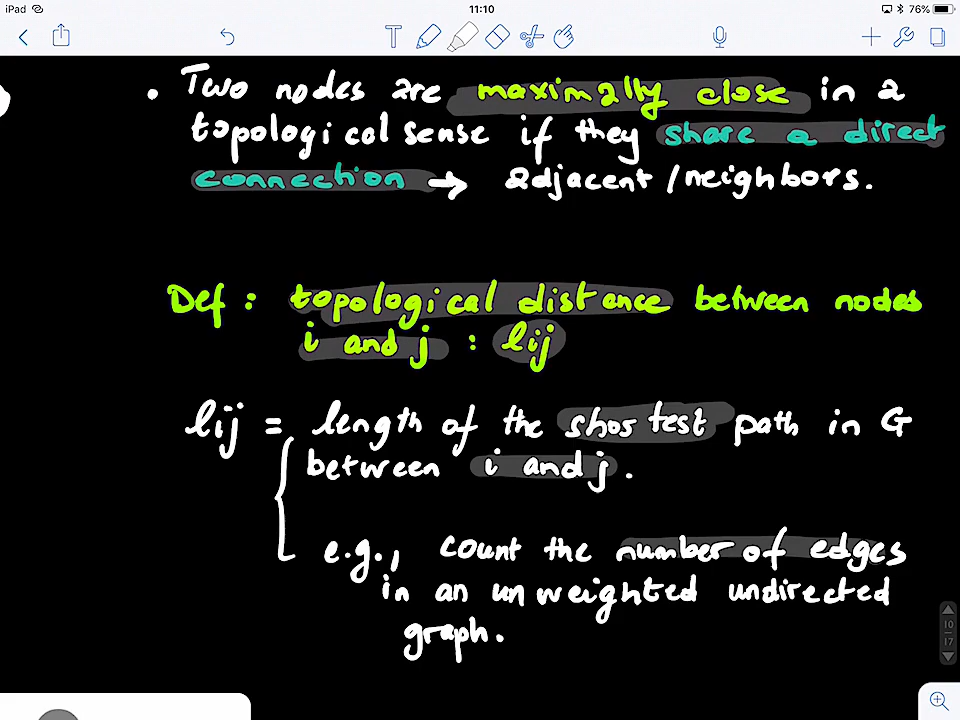 iPad 11:10 76%
T
• Two nodes are maximally close in a
topological sense if they share a direct
connection → adjacent/neighbors.
Def : topological distance between nodes
i and j : lij
lij = length of the shortest path in G
between i and j.
e.g., count the number of edges
in an unweighted undirected
graph.
10
17